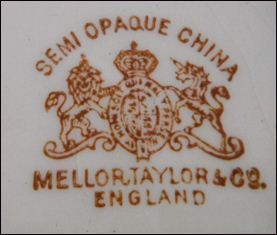 SEMI OPAQUE CHINA
MELLOR, TAYLOR & CO.
ENGLAND